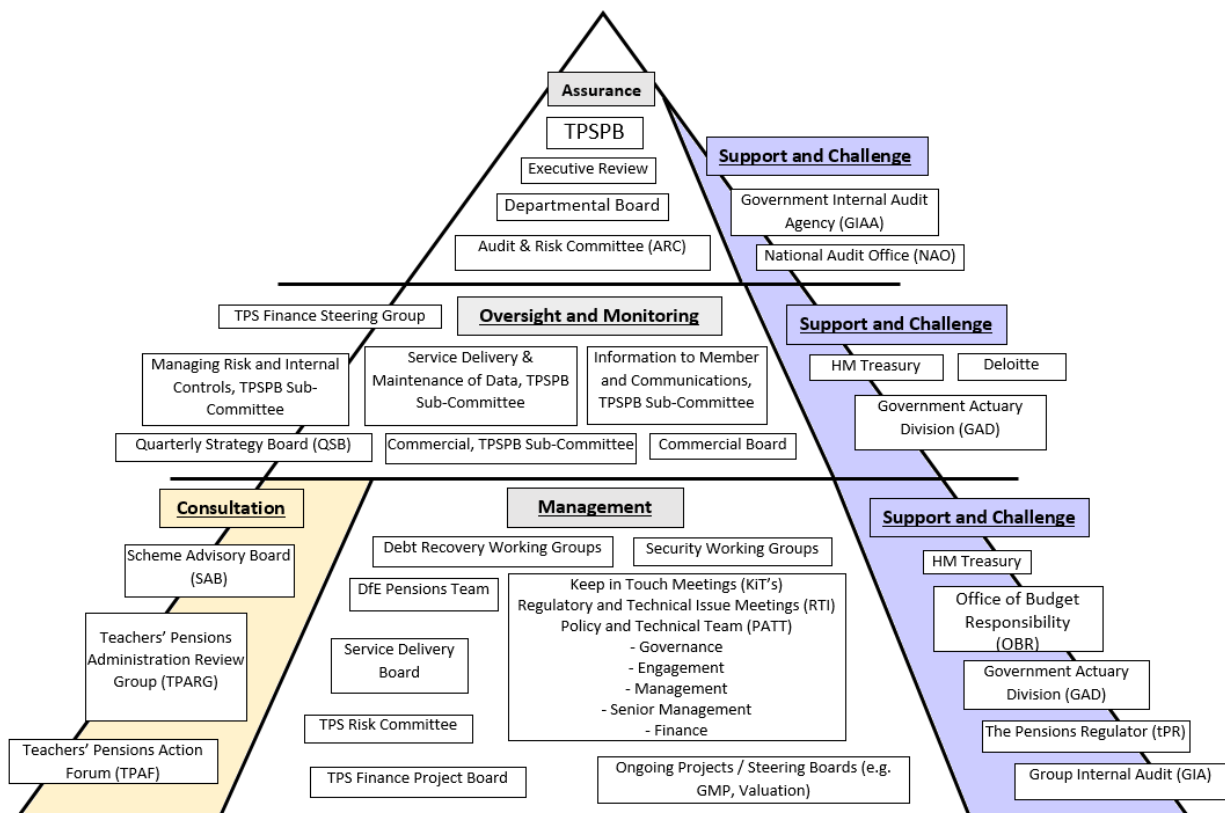 Assurance
TPSPB
Executive Review
Departmental Board
Audit & Risk Committee (ARC)
Support and Challenge
Government Internal Audit
Agency (GIAA)
National Audit Office (NAO)
TPS Finance Steering Group
Oversight and Monitoring
Managing Risk and Internal
Controls, TPSPB Sub-
Committee
Service Delivery &
Maintenance of Data, TPSPB
Sub-Committee
Information to Member
and Communications,
TPSPB Sub-Committee
Quarterly Strategy Board (QSB)
Commercial, TPSPB Sub-Committee
Commercial Board
Support and Challenge
HM Treasury
Deloitte
Government Actuary
Division (GAD)
Consultation
Scheme Advisory Board
(SAB)
Teachers’ Pensions
Administration Review
Group (TPARG)
Teachers’ Pensions Action
Forum (TPAF)
Management
Debt Recovery Working Groups
Security Working Groups
DfE Pensions Team
Keep in Touch Meetings (KiT’s)
Regulatory and Technical Issue Meetings (RTI)
Policy and Technical Team (PATT)
- Governance
- Engagement
- Management
- Senior Management
- Finance
Service Delivery
Board
TPS Risk Committee
TPS Finance Project Board
Ongoing Projects / Steering Boards (e.g.
GMP, Valuation)
Support and Challenge
HM Treasury
Office of Budget
Responsibility
(OBR)
Government Actuary
Division (GAD)
The Pensions Regulator (tPR)
Group Internal Audit (GIA)